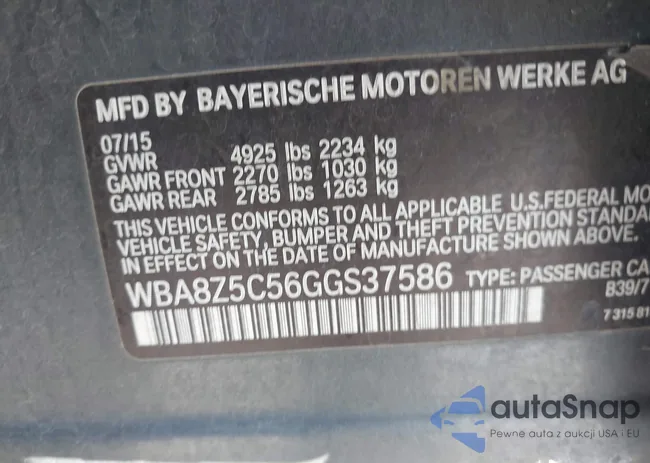 MFD BY BAYERISCHE MOTOREN WERKE AG
07/15
GVWR 4925 lbs 2234 kg
GAWR FRONT 2270 lbs 1030 kg
GAWR REAR 2785 lbs 1263 kg
THIS VEHICLE CONFORMS TO ALL APPLICABLE U.S.FEDERAL MO
VEHICLE SAFETY, BUMPER AND THEFT PREVENTION STANDA
IN EFFECT ON THE DATE OF MANUFACTURE SHOWN ABOVE.
WBA8Z5C56GGS37586 TYPE: PASSENGER CA
839/7
7 315 81
autaSnap
Pewne auta z aukcji USA i EU